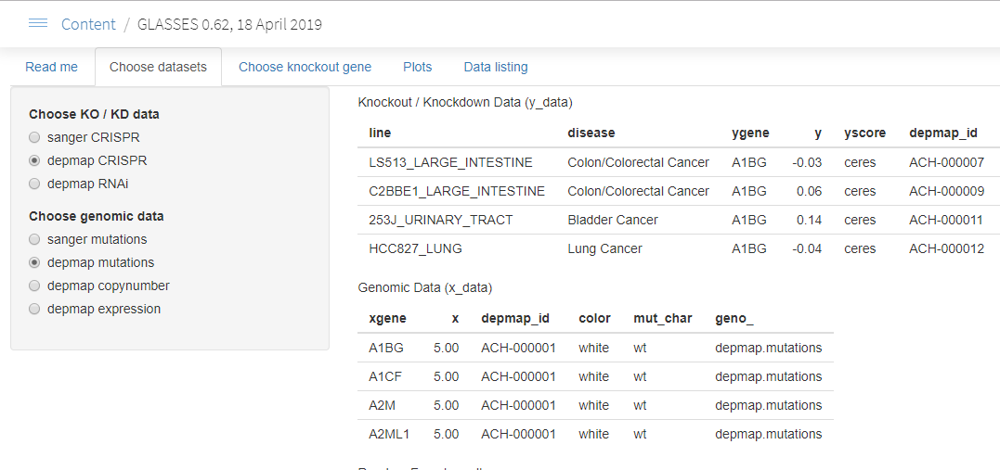 Content / GLASSES 0.62, 18 April 2019
Read me Choose datasets Choose knockout gene Plots Data listing
Choose KO / KD data
sanger CRISPR
depmap CRISPR
depmap RNAi
Choose genomic data
sanger mutations
depmap mutations
depmap copynumber
depmap expression
Knockout / Knockdown Data (y_data)
line disease ygene y yscore depmap_id
LS513_LARGE_INTESTINE Colon/Colorectal Cancer A1BG -0.03 ceres ACH-000007
C2BBE1_LARGE_INTESTINE Colon/Colorectal Cancer A1BG 0.06 ceres ACH-000009
253J_URINARY_TRACT Bladder Cancer A1BG 0.14 ceres ACH-000011
HCC827_LUNG Lung Cancer A1BG -0.04 ceres ACH-000012
Genomic Data (x_data)
xgene x depmap_id color mut_char geno_
A1BG 5.00 ACH-000001 white wt depmap.mutations
A1CF 5.00 ACH-000001 white wt depmap.mutations
A2M 5.00 ACH-000001 white wt depmap.mutations
A2ML1 5.00 ACH-000001 white wt depmap.mutations